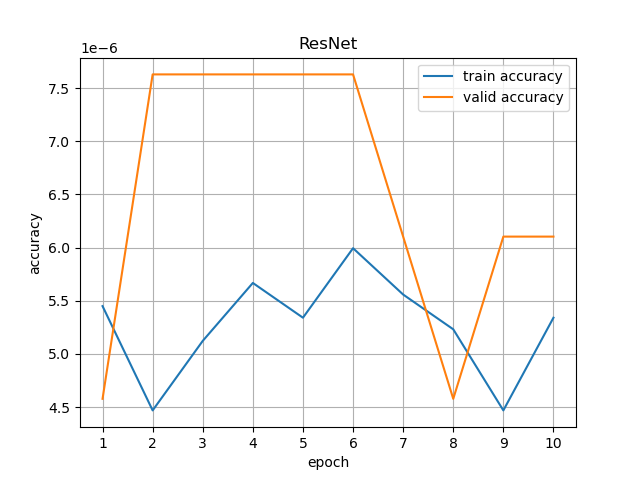 ResNet
1e−6
train accuracy
valid accuracy
7.5
7.0
6.5
6.0
5.5
5.0
4.5
accuracy
1 2 3 4 5 6 7 8 9 10
epoch